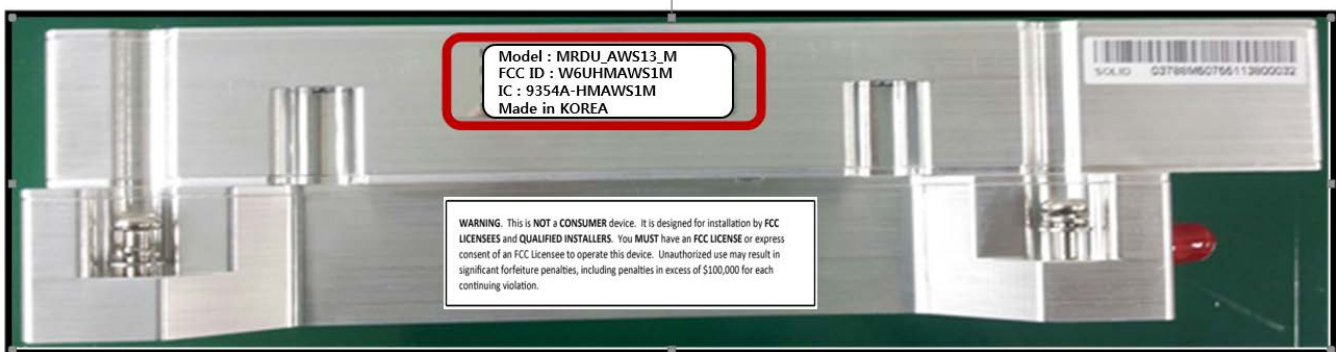 Model : MRDU_AWS13_M
FCC ID : W6UHMAWS1M
IC : 9354A-HMAWS1M
Made in KOREA
SOLID
WARNING. This is NOT a CONSUMER device. It is designed for installation by FCC
LICENSEES and QUALIFIED INSTALLERS. You MUST have an FCC LICENSE or express
consent of an FCC Licensee to operate this device. Unauthorized use may result in
significant forfeiture penalties, including penalties in excess of $100,000 for each
continuing violation.